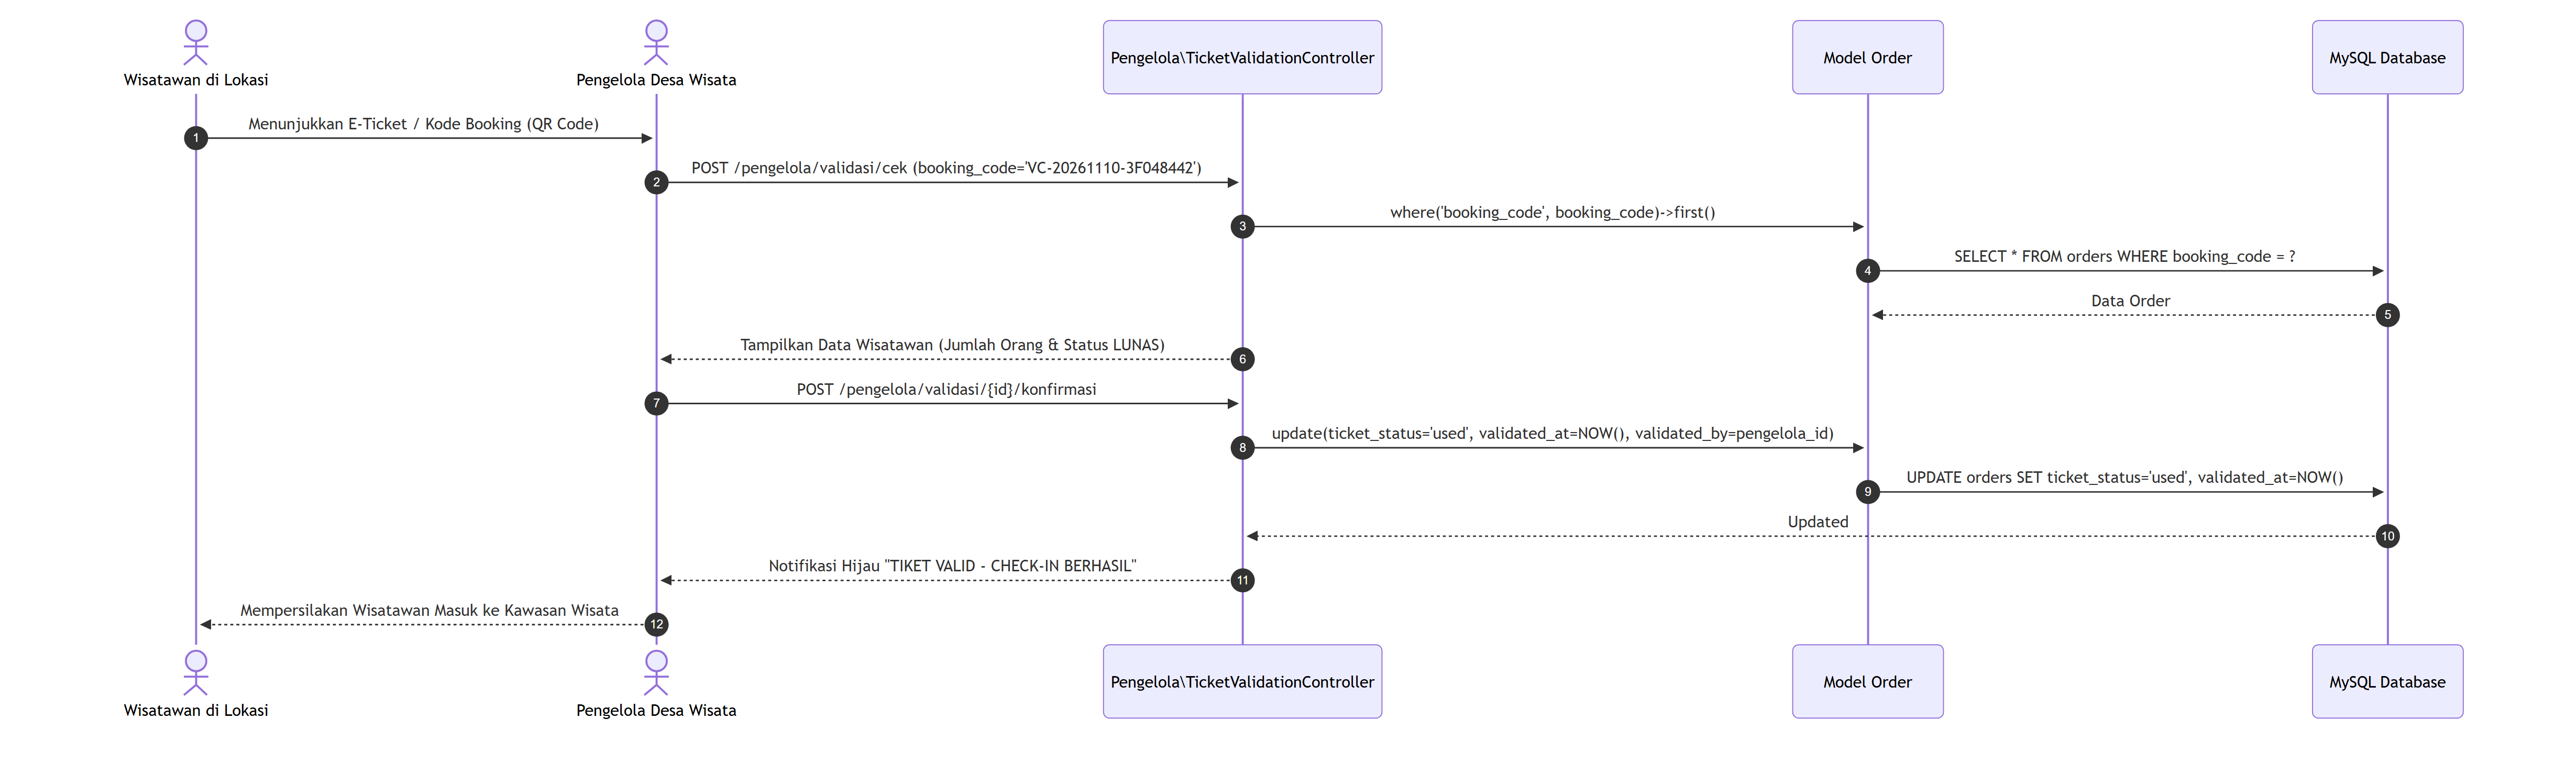 Wisatawan di Lokasi
Pengelola Desa Wisata
Pengelola\TicketValidationController
Model Order
MySQL Database
Menunjukkan E-Ticket / Kode Booking (QR Code)
1
POST /pengelola/validasi/cek (booking_code='VC-20261110-3F048442')
2
where('booking_code', booking_code)->first()
3
SELECT * FROM orders WHERE booking_code = ?
4
Data Order
5
Tampilkan Data Wisatawan (Jumlah Orang & Status LUNAS)
6
POST /pengelola/validasi/{id}/konfirmasi
7
update(ticket_status='used', validated_at=NOW(), validated_by=pengelola_id)
8
UPDATE orders SET ticket_status='used', validated_at=NOW()
9
Updated
10
Notifikasi Hijau "TIKET VALID - CHECK-IN BERHASIL"
11
Mempersilakan Wisatawan Masuk ke Kawasan Wisata
12
Wisatawan di Lokasi
Pengelola Desa Wisata
Pengelola\TicketValidationController
Model Order
MySQL Database